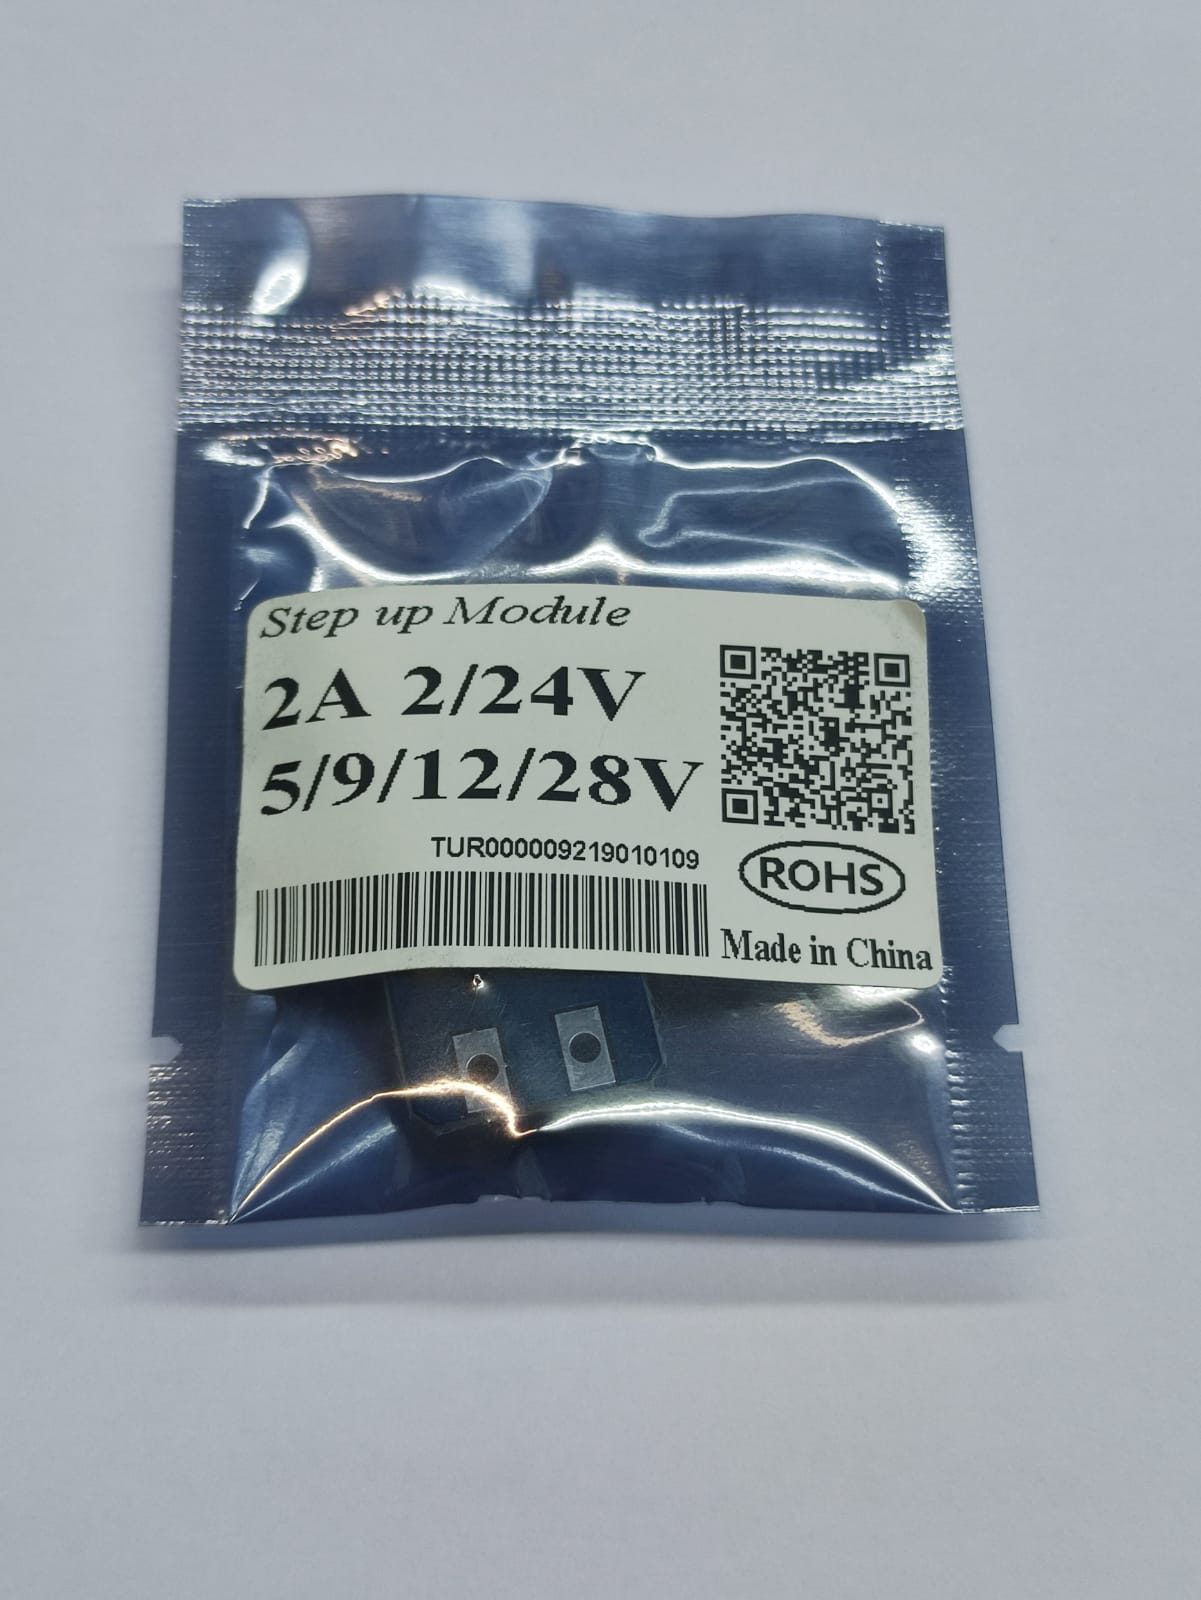 Step up Module
2A 2/24V
5/9/12/28V
TUR000009219010109
ROHS
Made in China